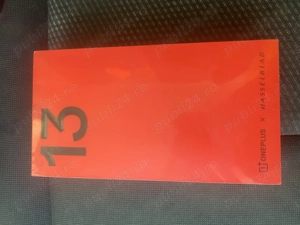 13
ONEPLUS × HASSELBLAD